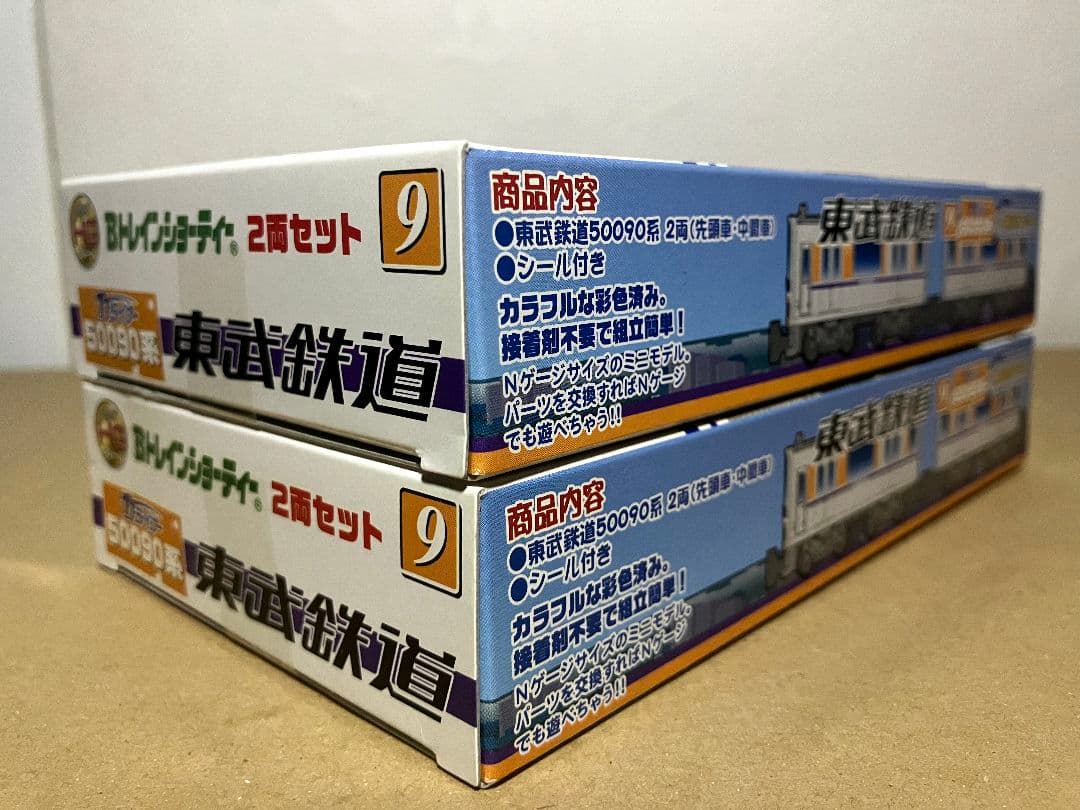 Bトレインショーティー® 2両セット 9
50090系
東武鉄道
商品内容
●東武鉄道50090系 2両(先頭車・中間車)
●シール付き
カラフルな彩色済み。
接着剤不要で組立簡単！
Nゲージサイズのミニモデル。
パーツを交換すればNゲージ
でも遊べちゃう!!
東武鉄道
Bトレインショーティー® 2両セット 9
50090系
東武鉄道
商品内容
●東武鉄道50090系 2両(先頭車・中間車)
●シール付き
カラフルな彩色済み。
接着剤不要で組立簡単！
Nゲージサイズのミニモデル。
パーツを交換すればNゲージ
でも遊べちゃう!!
東武鉄道